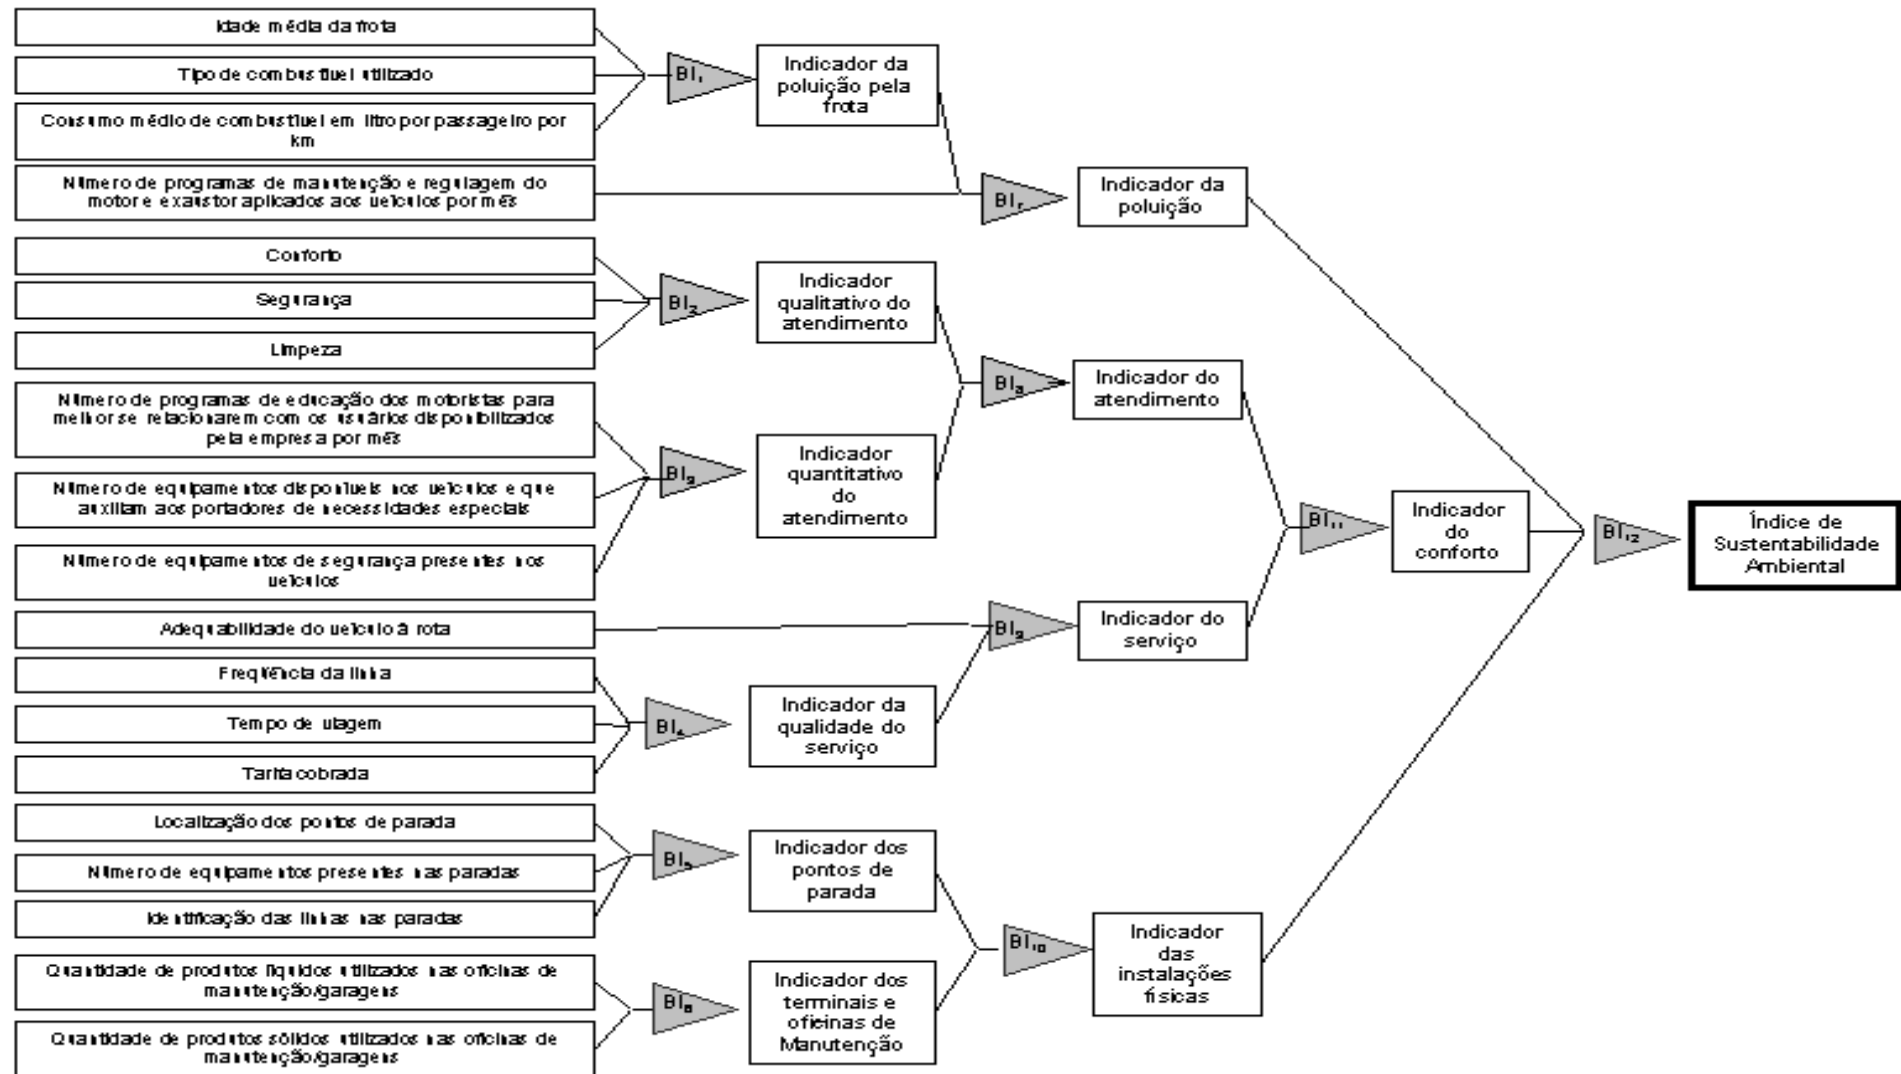 Idade média da frota
Tipo de combustível utilizado
Consumo médio de combustível em litro por passageiro por
km
Número de programas de manutenção e regulagem do
motor e exaustor aplicados aos veículos por mês
Conforto
Segurança
Limpeza
Número de programas de educação dos motoristas para
melhor se relacionarem com os usuários disponibilizados
pela empresa por mês
Número de equipamentos disponíveis nos veículos e que
auxiliam aos portadores de necessidades especiais
Número de equipamentos de segurança presentes nos
veículos
Adequabilidade do veículo à rota
Freqüência da linha
Tempo de viagem
Tarifa cobrada
Localização dos pontos de parada
Número de equipamentos presentes nas paradas
Identificação das linhas nas paradas
Quantidade de produtos líquidos utilizados nas oficinas de
manutenção/garagens
Quantidade de produtos sólidos utilizados nas oficinas de
manutenção/garagens
BI₁
BI₂
BI₃
BI₄
BI₅
BI₆
Indicador da
poluição pela
frota
Indicador
qualitativo do
atendimento
Indicador
quantitativo
do
atendimento
Indicador da
qualidade do
serviço
Indicador dos
pontos de
parada
Indicador dos
terminais e
oficinas de
Manutenção
BI₇
BI₈
BI₉
BI₁₀
Indicador da
poluição
Indicador do
atendimento
Indicador do
serviço
Indicador
das
instalações
físicas
BI₁₁
Indicador
do
conforto
BI₁₂
Índice de
Sustentabilidade
Ambiental